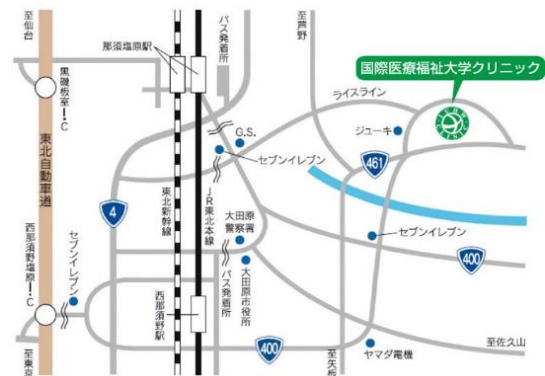 至仙台
那須塩原駅
バス発着所
至芦野
国際医療福祉大学クリニック
黒磯板室I.C
ライスライン
ジューキ
G.S.
セブンイレブン
461
東北自動車道
4
東北新幹線
JR東北本線
大田原
警察署
セブンイレブン
400
西那須野塩原I.C
セブンイレブン
大田原市役所
バス発着所
西那須野駅
400
至東京
至矢板
ヤマダ電機
至佐久山